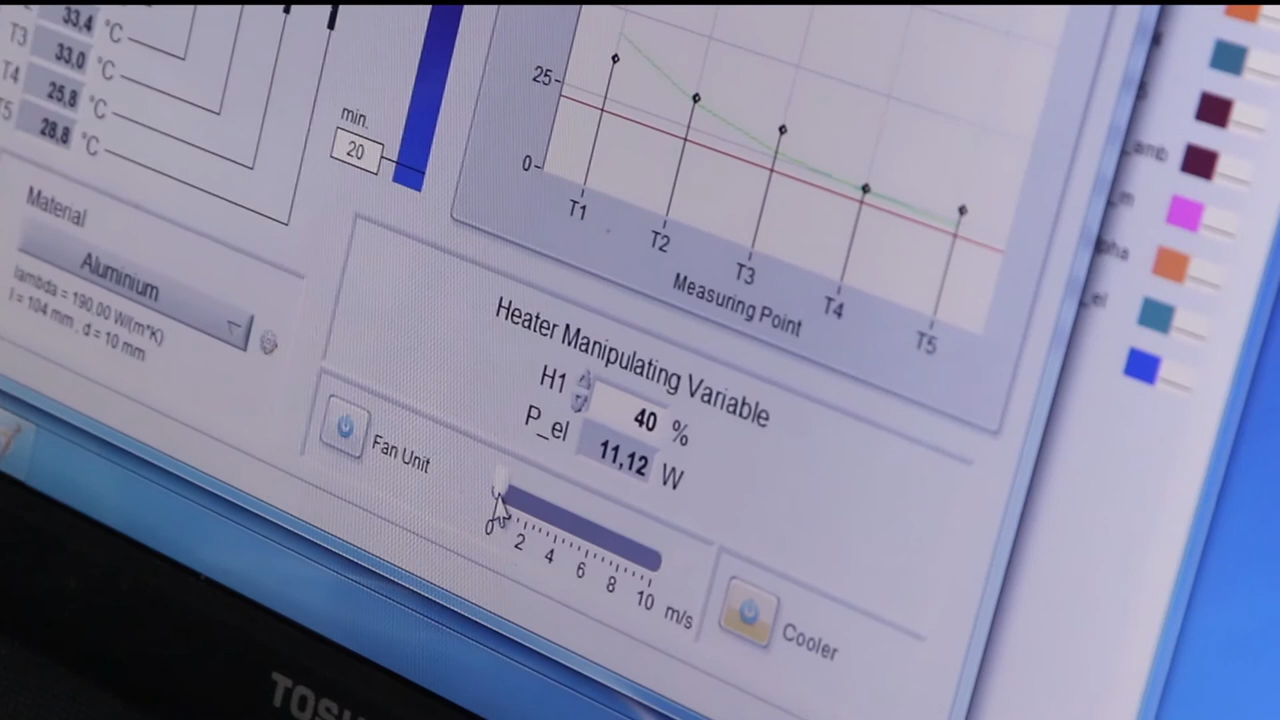 33,4 °C
T3 33,0 °C
T4 25,8 °C
T5 28,8 °C
min.
20
25
0
T1
T2
T3
T4
T5
Measuring Point
Material
Aluminium
lambda = 190,00 W/(m*K)
l = 104 mm , d = 10 mm
Heater Manipulating Variable
H1 40 %
P_el 11,12 W
Fan Unit
0 2 4 6 8 10 m/s
Cooler
_el